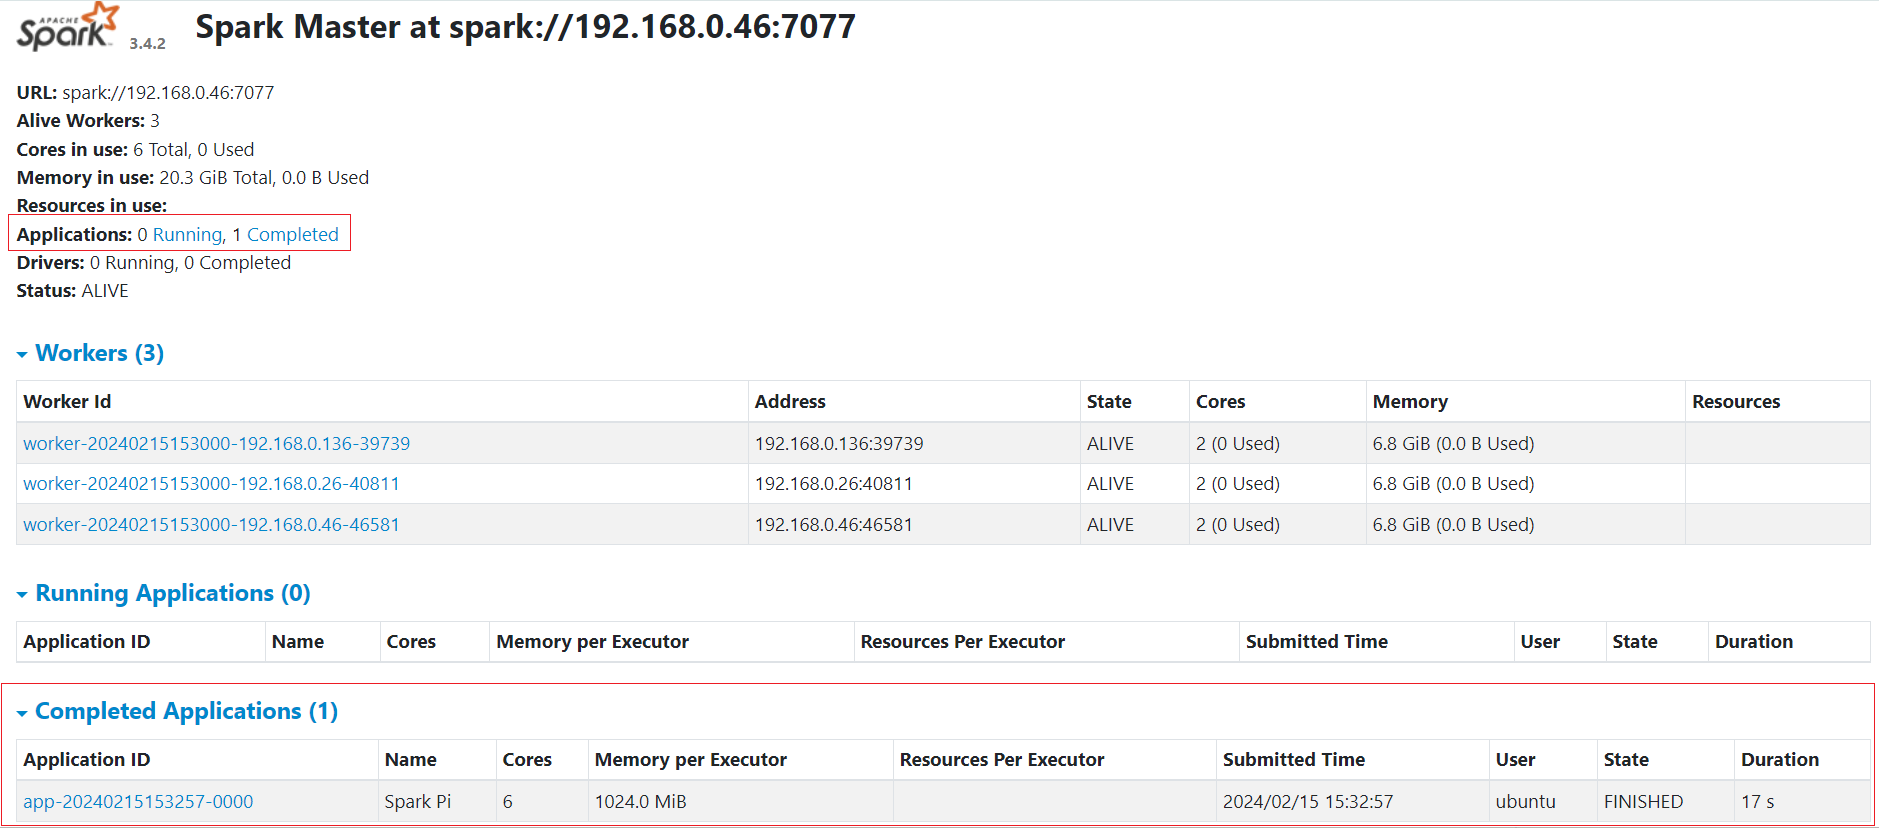 APACHE
Spark 3.4.2 Spark Master at spark://192.168.0.46:7077
URL: spark://192.168.0.46:7077
Alive Workers: 3
Cores in use: 6 Total, 0 Used
Memory in use: 20.3 GiB Total, 0.0 B Used
Resources in use:
Applications: 0 Running, 1 Completed
Drivers: 0 Running, 0 Completed
Status: ALIVE
Workers (3)
Worker Id Address State Cores Memory Resources
worker-20240215153000-192.168.0.136-39739 192.168.0.136:39739 ALIVE 2 (0 Used) 6.8 GiB (0.0 B Used)
worker-20240215153000-192.168.0.26-40811 192.168.0.26:40811 ALIVE 2 (0 Used) 6.8 GiB (0.0 B Used)
worker-20240215153000-192.168.0.46-46581 192.168.0.46:46581 ALIVE 2 (0 Used) 6.8 GiB (0.0 B Used)
Running Applications (0)
Application ID Name Cores Memory per Executor Resources Per Executor Submitted Time User State Duration
Completed Applications (1)
Application ID Name Cores Memory per Executor Resources Per Executor Submitted Time User State Duration
app-20240215153257-0000 Spark Pi 6 1024.0 MiB 2024/02/15 15:32:57 ubuntu FINISHED 17 s